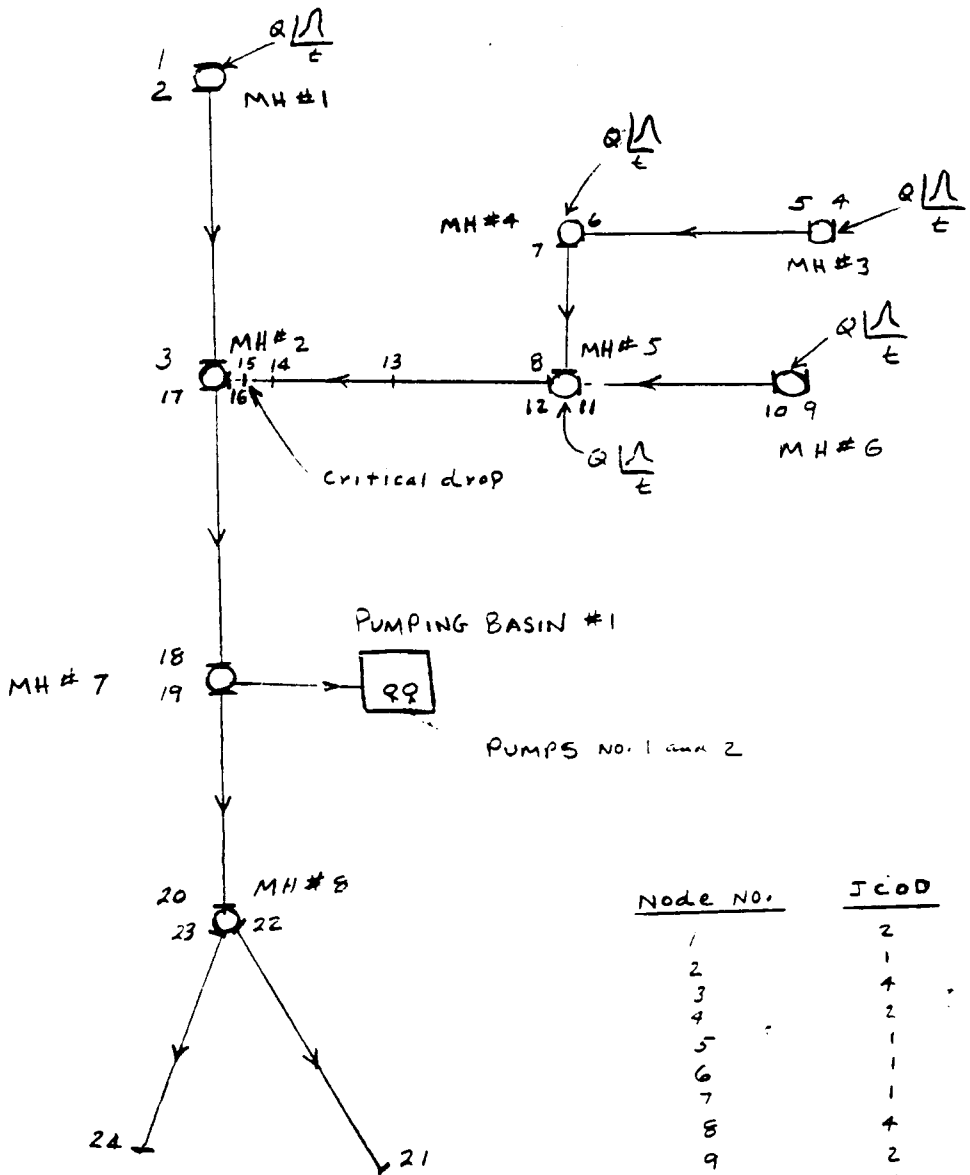 Q t
1
2
MH #1
Q t
MH #4
6
7
5 4
Q t
MH #3
3
MH #2
15 14
13
17
16
8
MH #5
12 11
Q t
10 9
MH #6
Critical drop
Q t
PUMPING BASIN #1
18
MH # 7
19
PUMPS NO. 1 and 2
20
MH # 8
23
22
24
21
Node No. JCOD
1 2
2 1
3 4
4 2
5 1
6 1
7 1
8 4
9 2